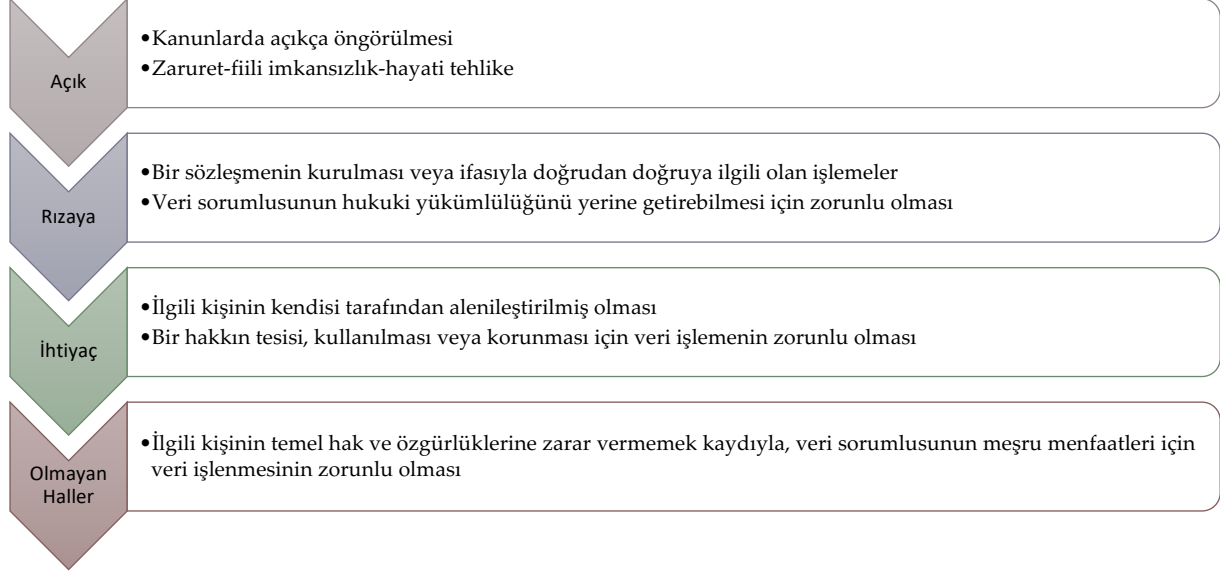 Açık
•Kanunlarda açıkça öngörülmesi
•Zaruret-fiili imkansızlık-hayati tehlike
Rızaya
•Bir sözleşmenin kurulması veya ifasıyla doğrudan doğruya ilgili olan işlemeler
•Veri sorumlusunun hukuki yükümlülüğünü yerine getirebilmesi için zorunlu olması
İhtiyaç
•İlgili kişinin kendisi tarafından alenileştirilmiş olması
•Bir hakkın tesisi, kullanılması veya korunması için veri işlemenin zorunlu olması
Olmayan
Haller
•İlgili kişinin temel hak ve özgürlüklerine zarar vermemek kaydıyla, veri sorumlusunun meşru menfaatleri için
veri işlenmesinin zorunlu olması